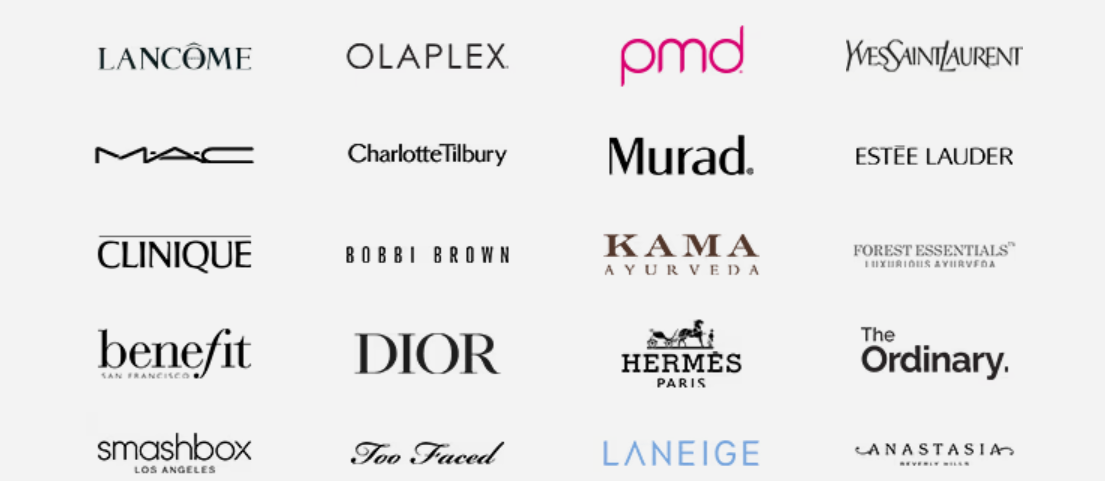 LANCÔME
OLAPLEX
pmd
YVESSAINTLAURENT
M·A·C
CharlotteTilbury
Murad®
ESTĒE LAUDER
CLINIQUE
BOBBI BROWN
KAMA
AYURVEDA
FOREST ESSENTIALS™
LUXURIOUS AYURVEDA
benefit
SAN FRANCISCO
DIOR
HERMÈS
PARIS
The
Ordinary.
smashbox
LOS ANGELES
Too Faced
LANEIGE
ANASTASIA
BEVERLY HILLS